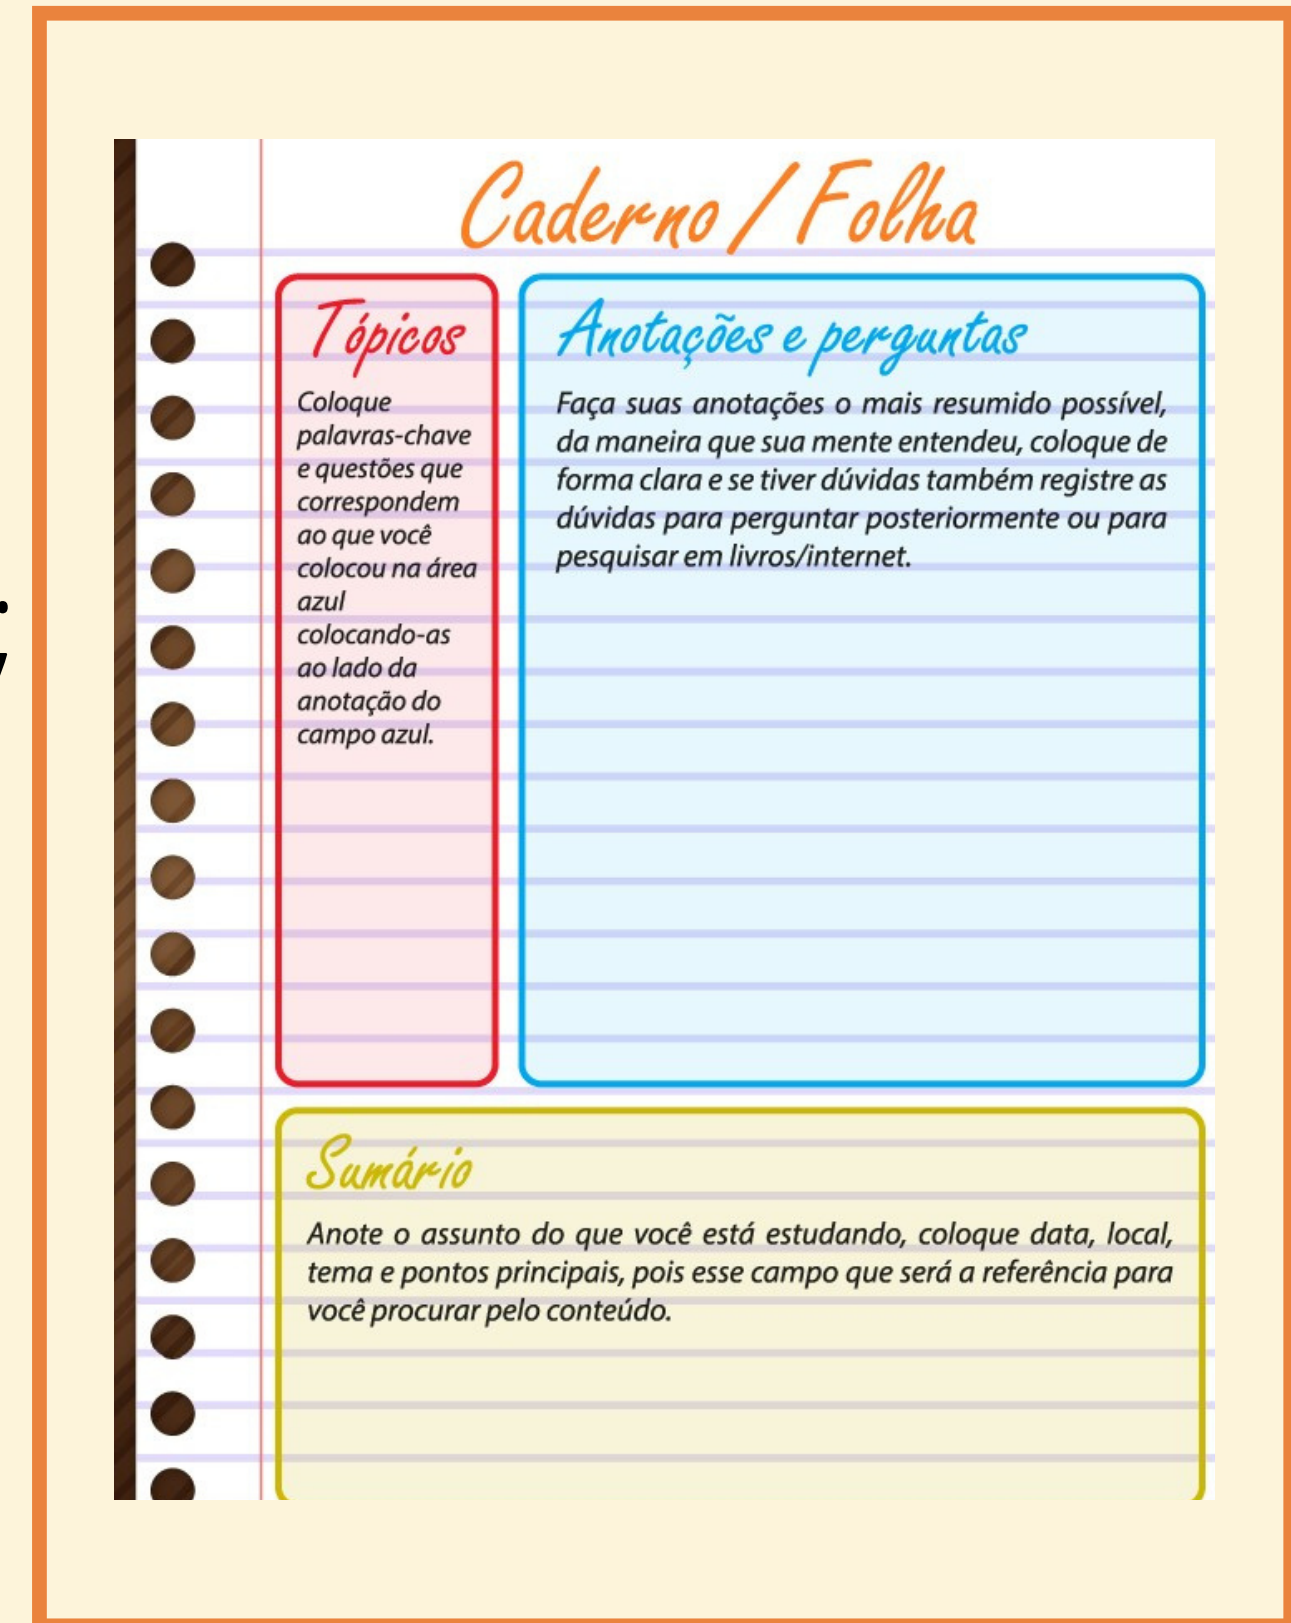 Caderno / Folha
Tópicos
Coloque
palavras-chave
e questões que
correspondem
ao que você
colocou na área
azul
colocando-as
ao lado da
anotação do
campo azul.
Anotações e perguntas
Faça suas anotações o mais resumido possível,
da maneira que sua mente entendeu, coloque de
forma clara e se tiver dúvidas também registre as
dúvidas para perguntar posteriormente ou para
pesquisar em livros/internet.
Sumário
Anote o assunto do que você está estudando, coloque data, local,
tema e pontos principais, pois esse campo que será a referência para
você procurar pelo conteúdo.